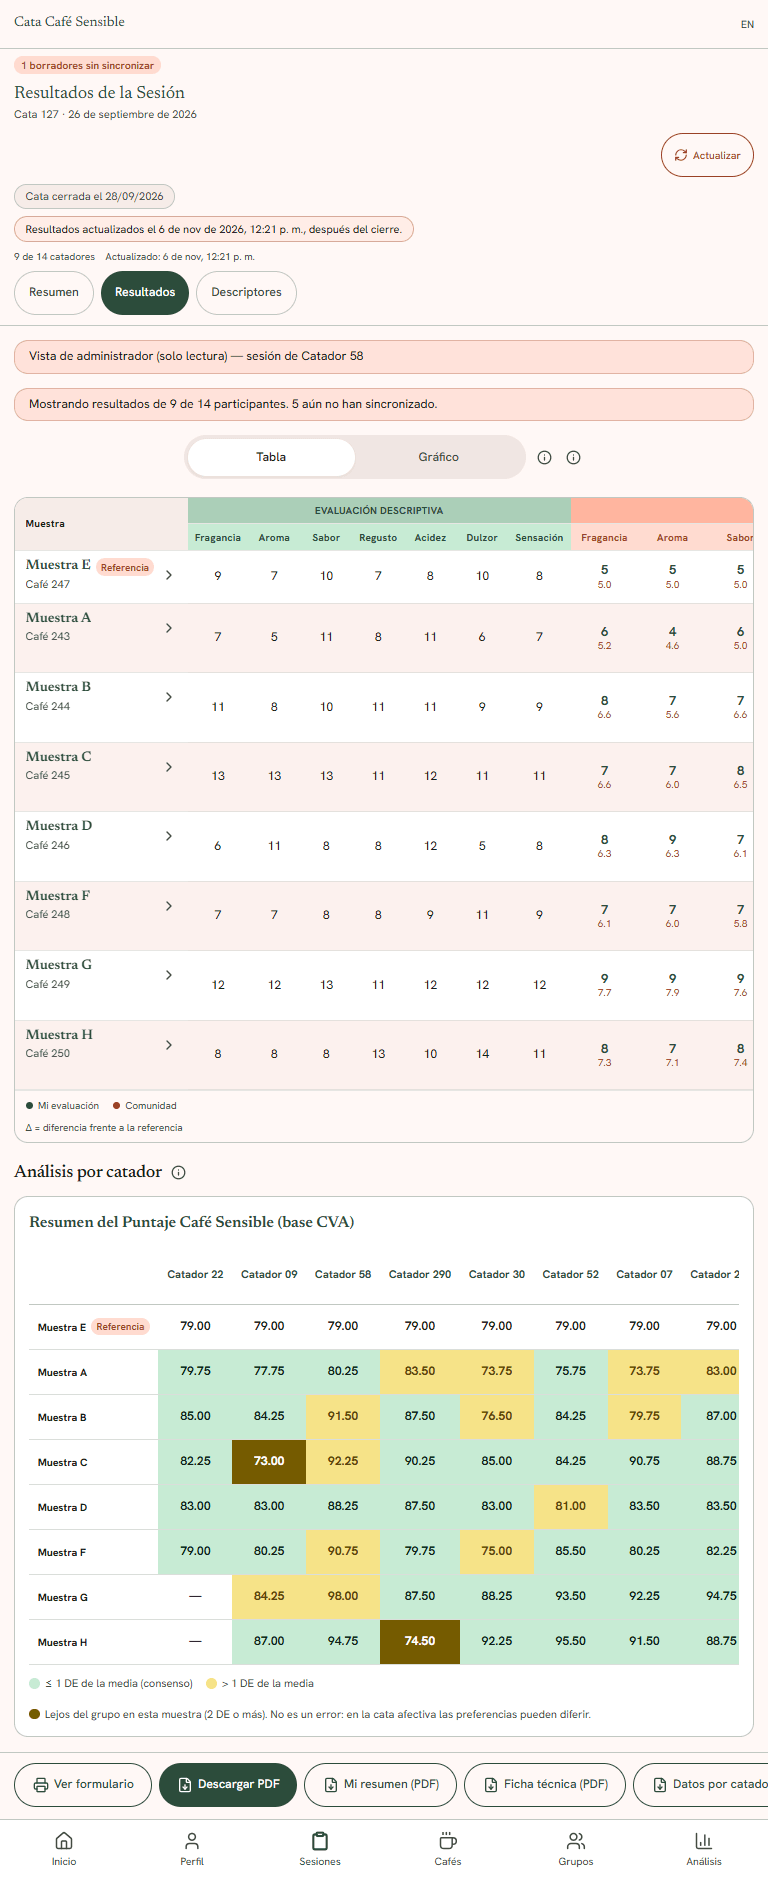 Cata Café Sensible
EN
1 borradores sin sincronizar
Resultados de la Sesión
Cata 127 · 26 de septiembre de 2026
Actualizar
Cata cerrada el 28/09/2026
Resultados actualizados el 6 de nov de 2026, 12:21 p. m., después del cierre.
9 de 14 catadores Actualizado: 6 de nov, 12:21 p. m.
Resumen Resultados Descriptores
Vista de administrador (solo lectura) — sesión de Catador 58
Mostrando resultados de 9 de 14 participantes. 5 aún no han sincronizado.
Tabla Gráfico
Muestra EVALUACIÓN DESCRIPTIVA
Fragancia Aroma Sabor Regusto Acidez Dulzor Sensación Fragancia Aroma Sabor
Muestra E Referencia 9 7 10 7 8 10 8 5 5 5
Café 247 5.0 5.0 5.0
Muestra A 7 5 11 8 11 6 7 6 4 6
Café 243 5.2 4.6 5.0
Muestra B 11 8 10 11 11 9 9 8 7 7
Café 244 6.6 5.6 6.6
Muestra C 13 13 13 11 12 11 11 7 7 8
Café 245 6.6 6.0 6.5
Muestra D 6 11 8 8 12 5 8 8 9 7
Café 246 6.3 6.3 6.1
Muestra F 7 7 8 8 9 11 9 7 7 7
Café 248 6.1 6.0 5.8
Muestra G 12 12 13 11 12 12 12 9 9 9
Café 249 7.7 7.9 7.6
Muestra H 8 8 8 13 10 14 11 8 7 8
Café 250 7.3 7.1 7.4
Mi evaluación Comunidad
Δ = diferencia frente a la referencia
Análisis por catador
Resumen del Puntaje Café Sensible (base CVA)
Catador 22 Catador 09 Catador 58 Catador 290 Catador 30 Catador 52 Catador 07 Catador 2
Muestra E Referencia 79.00 79.00 79.00 79.00 79.00 79.00 79.00 79.00
Muestra A 79.75 77.75 80.25 83.50 73.75 75.75 73.75 83.00
Muestra B 85.00 84.25 91.50 87.50 76.50 84.25 79.75 87.00
Muestra C 82.25 73.00 92.25 90.25 85.00 84.25 90.75 88.75
Muestra D 83.00 83.00 88.25 87.50 83.00 81.00 83.50 83.50
Muestra F 79.00 80.25 90.75 79.75 75.00 85.50 80.25 82.25
Muestra G — 84.25 98.00 87.50 88.25 93.50 92.25 94.75
Muestra H — 87.00 94.75 74.50 92.25 95.50 91.50 88.75
≤ 1 DE de la media (consenso) > 1 DE de la media
Lejos del grupo en esta muestra (2 DE o más). No es un error: en la cata afectiva las preferencias pueden diferir.
Ver formulario Descargar PDF Mi resumen (PDF) Ficha técnica (PDF) Datos por catado
Inicio Perfil Sesiones Cafés Grupos Análisis